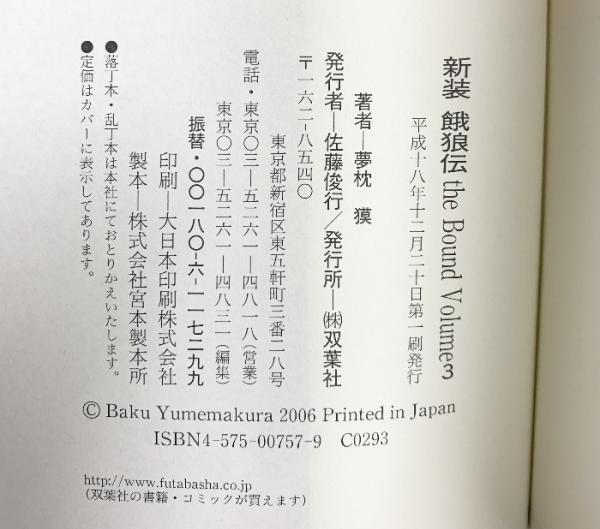 新装 餓狼伝 the Bound Volume 3
平成十八年十二月二十日第一刷発行
著者―夢枕 獏
発行者―佐藤俊行/発行所―㈱双葉社
〒一六二-八五四〇
東京都新宿区東五軒町三番二八号
電話・東京〇三―五二六一―四八一八(営業)
東京〇三―五二六一―四八三一(編集)
振替・〇〇一八〇-六-一一七二九九
印刷―大日本印刷株式会社
製本―株式会社宮本製本所
●落丁本・乱丁本は本社にておとりかえいたします。
●定価はカバーに表示してあります。
© Baku Yumemakura 2006 Printed in Japan
ISBN4-575-00757-9 C0293
http://www.futabasha.co.jp
(双葉社の書籍・コミックが買えます)